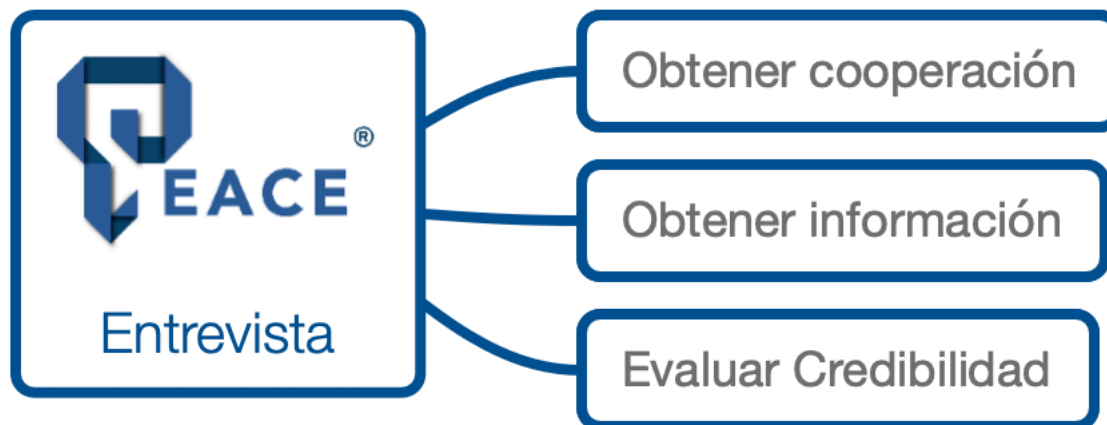 PEACE®
Entrevista
Obtener cooperación
Obtener información
Evaluar Credibilidad